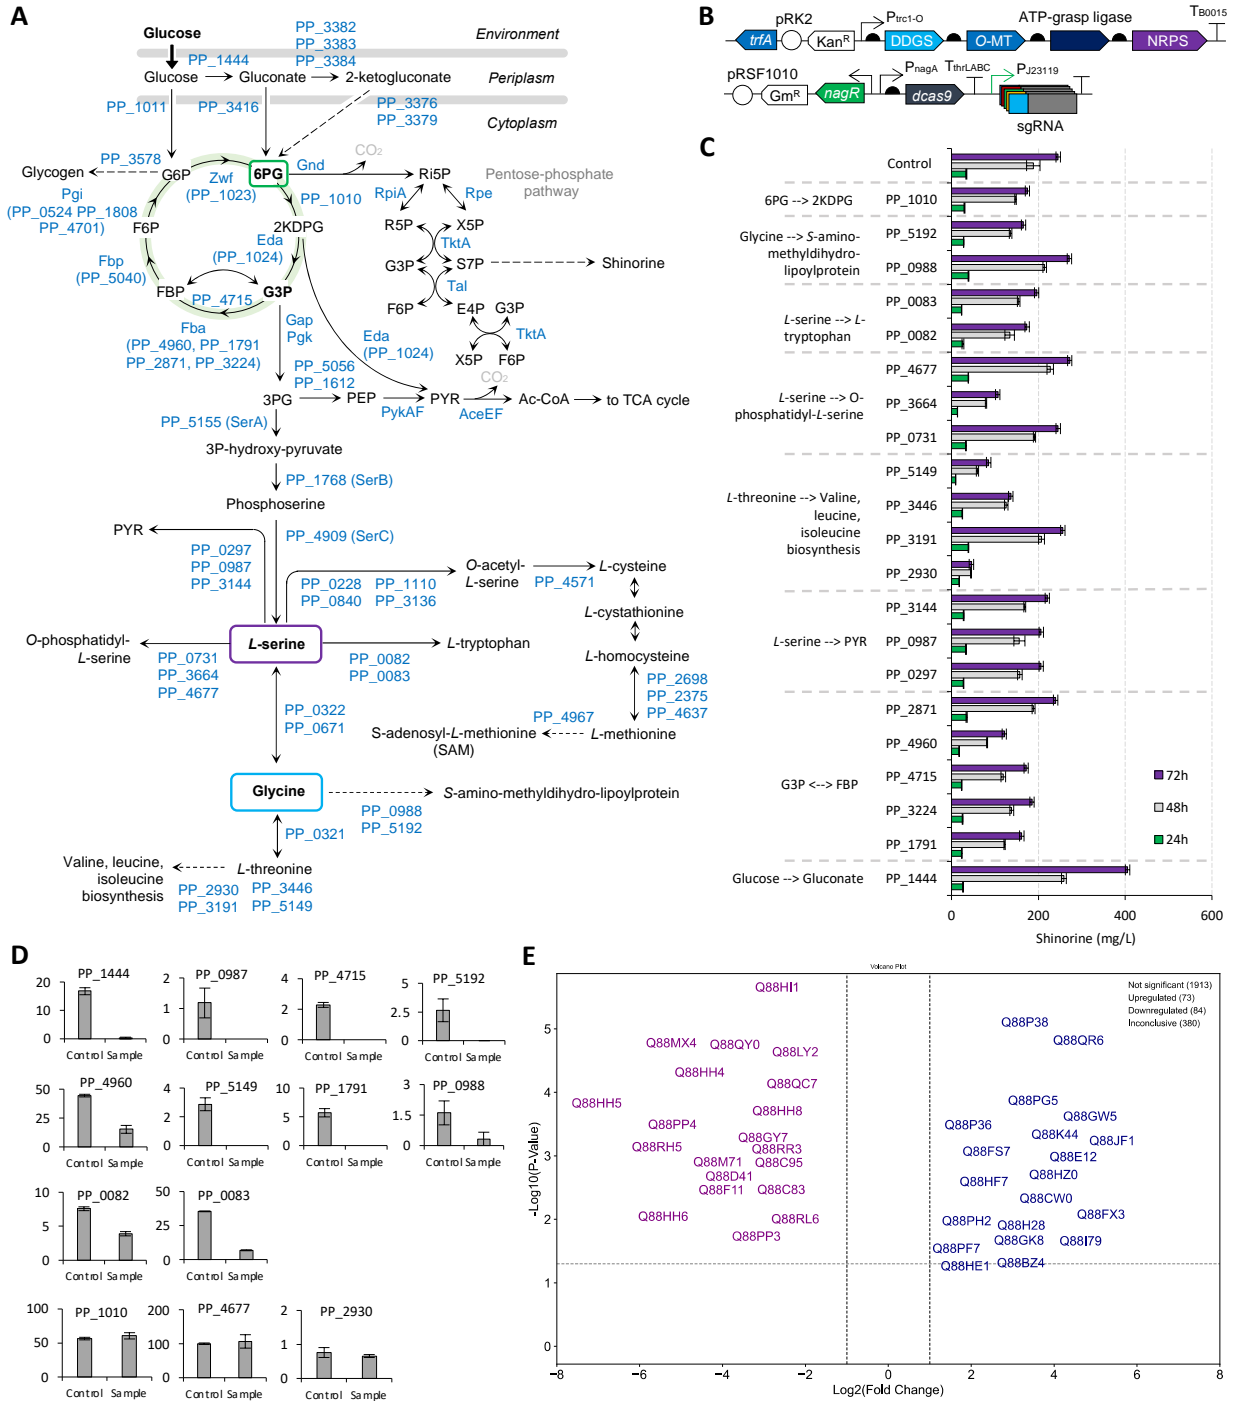 A
Glucose
PP_1444
PP_3382
PP_3383
PP_3384
Environment
Glucose
Gluconate
2-ketogluconate
Periplasm
PP_1011
PP_3416
PP_3376
PP_3379
Cytoplasm
CO2
PP_3578
Glycogen
G6P
Zwf
(PP_1023)
6PG
Gnd
Ri5P
Pentose-phosphate
pathway
Pgi
(PP_0524 PP_1808
PP_4701)
PP_1010
RpiA
Rpe
F6P
2KDPG
R5P
X5P
Eda
(PP_1024)
TktA
Fbp
(PP_5040)
G3P
S7P
Shinorine
FBP
PP_4715
G3P
Tal
F6P
E4P
G3P
Fba
(PP_4960, PP_1791
PP_2871, PP_3224)
Gap
Pgk
Eda
(PP_1024)
TktA
X5P
F6P
PP_5056
PP_1612
CO2
3PG
PEP
PYR
Ac-CoA
to TCA cycle
PykAF
AceEF
PP_5155 (SerA)
3P-hydroxy-pyruvate
PP_1768 (SerB)
Phosphoserine
PYR
PP_4909 (SerC)
PP_0297
PP_0987
PP_3144
PP_0228
PP_1110
PP_0840
PP_3136
O-acetyl-
L-serine
PP_4571
L-cysteine
L-cystathionine
O-phosphatidyl-
L-serine
L-serine
L-tryptophan
L-homocysteine
PP_0731
PP_3664
PP_4677
PP_0082
PP_0083
PP_2698
PP_2375
PP_4637
PP_0322
PP_0671
S-adenosyl-L-methionine
(SAM)
PP_4967
L-methionine
Glycine
S-amino-methyldihydro-lipoylprotein
PP_0988
PP_5192
PP_0321
Valine, leucine,
isoleucine
biosynthesis
L-threonine
PP_2930
PP_3446
PP_3191
PP_5149
B
pRK2
Ptrc1-O
ATP-grasp ligase
TB0015
trfA
KanR
DDGS
O-MT
NRPS
pRSF1010
PnagA
TthrLABC
PJ23119
GmR
nagR
dcas9
sgRNA
C
Control
6PG --> 2KDPG
PP_1010
Glycine --> S-amino-
methyldihydro-
lipoylprotein
PP_5192
PP_0988
L-serine --> L-
tryptophan
PP_0083
PP_0082
L-serine --> O-
phosphatidyl-L-serine
PP_4677
PP_3664
PP_0731
L-threonine --> Valine,
leucine,
isoleucine
biosynthesis
PP_5149
PP_3446
PP_3191
PP_2930
L-serine --> PYR
PP_3144
PP_0987
PP_0297
G3P <--> FBP
PP_2871
PP_4960
PP_4715
PP_3224
PP_1791
Glucose --> Gluconate
PP_1444
72h
48h
24h
0 200 400 600
Shinorine (mg/L)
D
PP_1444
20
10
0
Control Sample
PP_0987
2
1
0
Control Sample
PP_4715
4
2
0
Control Sample
PP_5192
5
2.5
0
Control Sample
PP_4960
50
25
0
Control Sample
PP_5149
4
2
0
Control Sample
PP_1791
10
5
0
Control Sample
PP_0988
3
1.5
0
Control Sample
PP_0082
10
5
0
Control Sample
PP_0083
50
25
0
Control Sample
PP_1010
100
50
0
Control Sample
PP_4677
200
100
0
Control Sample
PP_2930
2
1
0
Control Sample
E
Volcano Plot
Not significant (1913)
Upregulated (73)
Downregulated (84)
Inconclusive (380)
Q88HI1
Q88P38
Q88MX4
Q88QY0
Q88LY2
Q88QR6
Q88HH4
Q88QC7
Q88HH5
Q88HH8
Q88PG5
Q88GW5
Q88PP4
Q88P36
Q88GY7
Q88K44
Q88JF1
Q88RH5
Q88RR3
Q88FS7
Q88E12
Q88M71
Q88C95
Q88D41
Q88HZ0
Q88F11
Q88C83
Q88HF7
Q88CW0
Q88HH6
Q88RL6
Q88PH2
Q88H28
Q88FX3
Q88PP3
Q88GK8
Q88I79
Q88PF7
Q88HE1
Q88BZ4
5
4
3
2
1
0
-Log10(P-Value)
−8 −6 −4 −2 0 2 4 6 8
Log2(Fold Change)